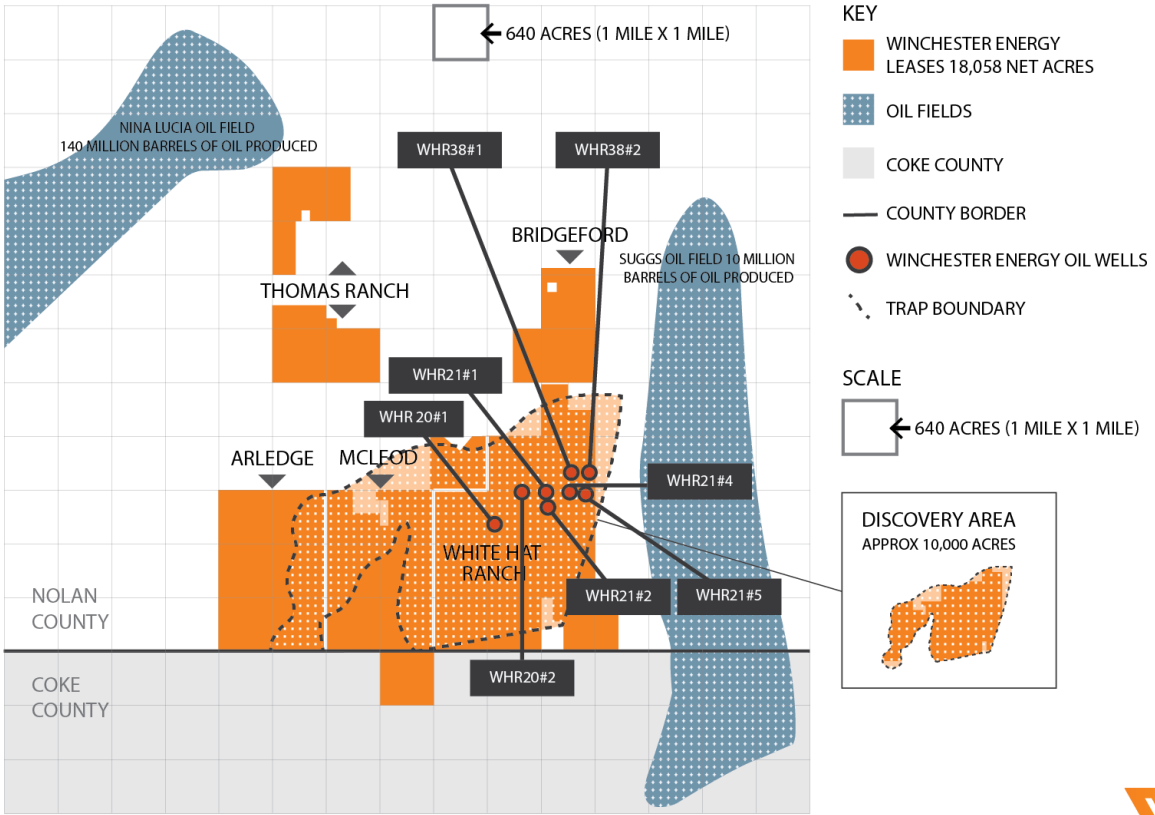 640 ACRES (1 MILE X 1 MILE)
NINA LUCIA OIL FIELD
140 MILLION BARRELS OF OIL PRODUCED
WHR38#1
WHR38#2
BRIDGEFORD
SUGGS OIL FIELD 10 MILLION
BARRELS OF OIL PRODUCED
THOMAS RANCH
WHR21#1
WHR 20#1
ARLEDGE
MCLEOD
WHR21#4
WHITE HAT
RANCH
WHR21#2
WHR21#5
NOLAN
COUNTY
WHR20#2
COKE
COUNTY
KEY
WINCHESTER ENERGY
LEASES 18,058 NET ACRES
OIL FIELDS
COKE COUNTY
COUNTY BORDER
WINCHESTER ENERGY OIL WELLS
TRAP BOUNDARY
SCALE
640 ACRES (1 MILE X 1 MILE)
DISCOVERY AREA
APPROX 10,000 ACRES